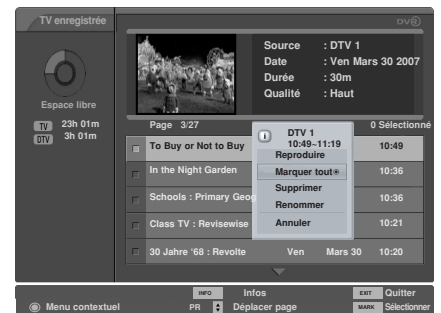 TV enregistrée
DVR
Espace libre
TV 23h 01m
DTV 3h 01m
Source : DTV 1
Date : Ven Mars 30 2007
Durée : 30m
Qualité : Haut
Page 3/27
0 Sélectionné
To Buy or Not to Buy 10:49
In the Night Garden 10:36
Schools : Primary Geog 10:36
Class TV : Revisewise 10:21
30 Jahre '68 : Revolte Ven Mars 30 10:20
DTV 1
10:49~11:19
Reproduire
Marquer tout
Supprimer
Renommer
Annuler
INFO Infos EXIT Quitter
Menu contextuel PR Déplacer page MARK Sélectionner